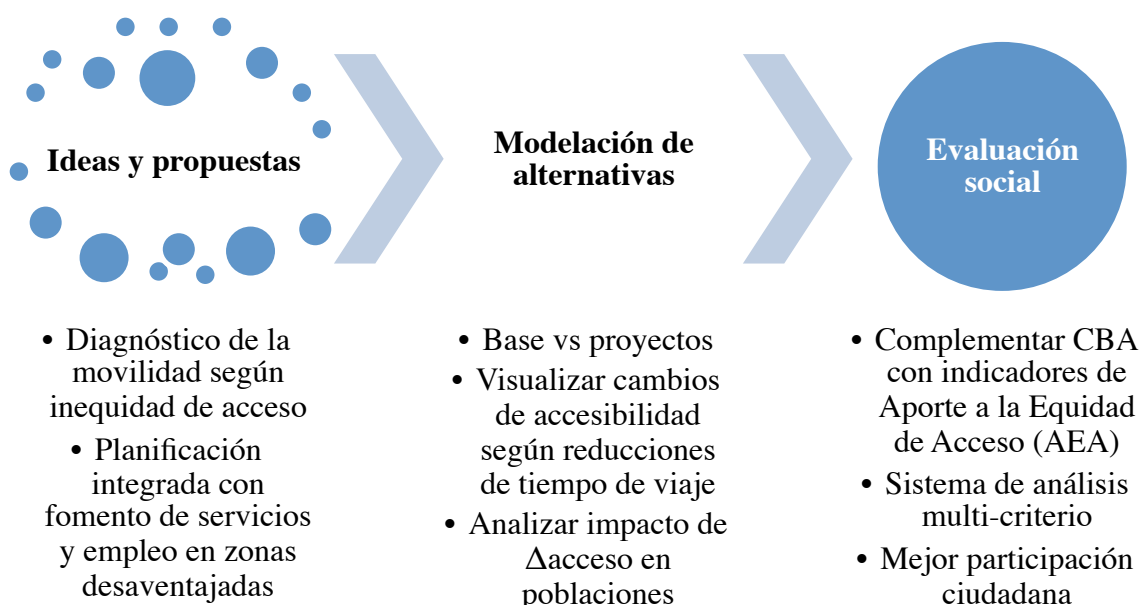 Ideas y propuestas
• Diagnóstico de la
movilidad según
inequidad de acceso
• Planificación
integrada con
fomento de servicios
y empleo en zonas
desaventajadas
Modelación de
alternativas
• Base vs proyectos
• Visualizar cambios
de accesibilidad
según reducciones
de tiempo de viaje
• Analizar impacto de
Δacceso en
poblaciones
Evaluación
social
• Complementar CBA
con indicadores de
Aporte a la Equidad
de Acceso (AEA)
• Sistema de análisis
multi-criterio
• Mejor participación
ciudadana